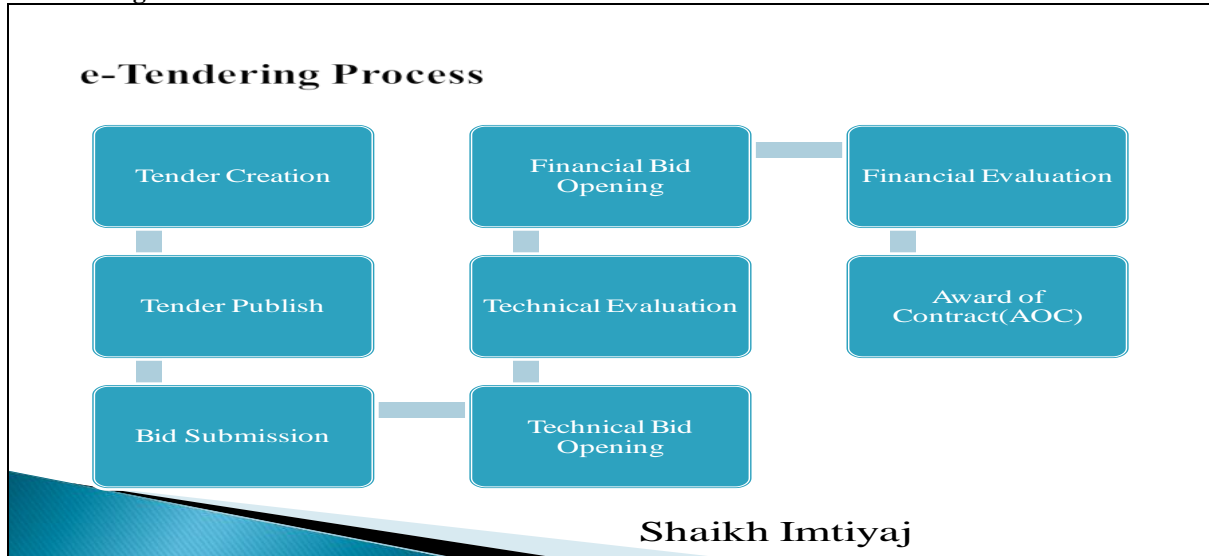 e-Tendering Process
Tender Creation
Tender Publish
Bid Submission
Technical Bid
Opening
Technical Evaluation
Financial Bid
Opening
Financial Evaluation
Award of
Contract(AOC)
Shaikh Imtiyaj